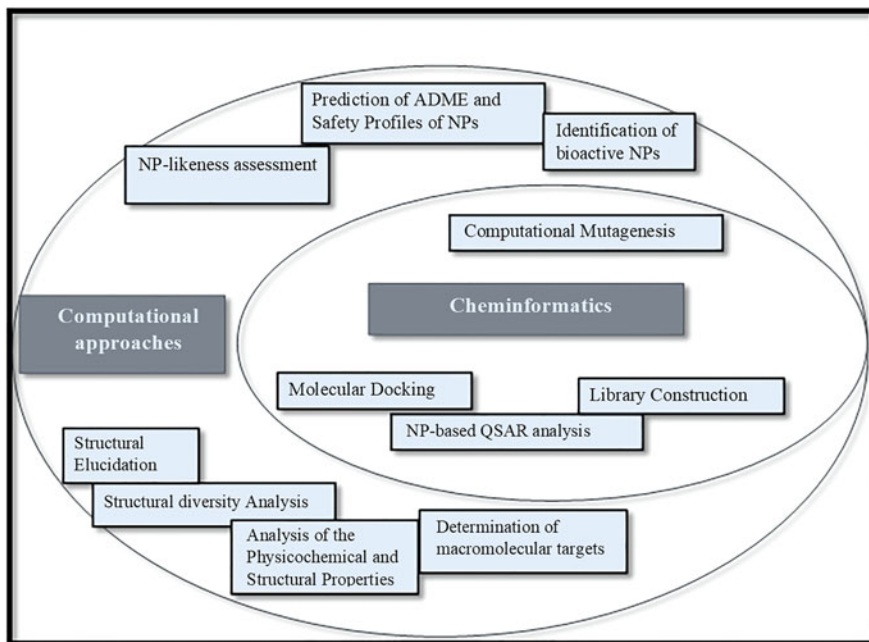 Prediction of ADME and
Safety Profiles of NPs
Identification of
bioactive NPs
NP-likeness assessment
Computational Mutagenesis
Computational
approaches
Cheminformatics
Molecular Docking
Library Construction
NP-based QSAR analysis
Structural
Elucidation
Structural diversity Analysis
Analysis of the
Physicochemical and
Structural Properties
Determination of
macromolecular targets